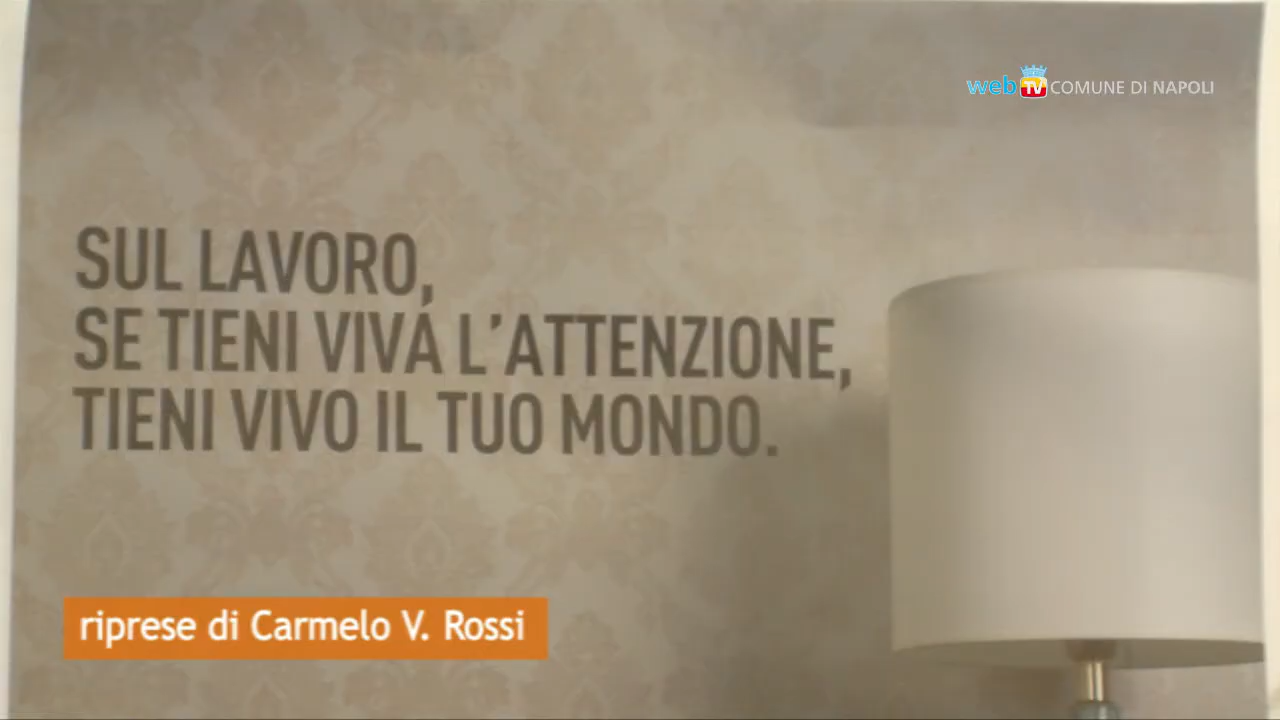 web TV COMUNE DI NAPOLI
SUL LAVORO,
SE TIENI VIVA L'ATTENZIONE,
TIENI VIVO IL TUO MONDO.
riprese di Carmelo V. Rossi